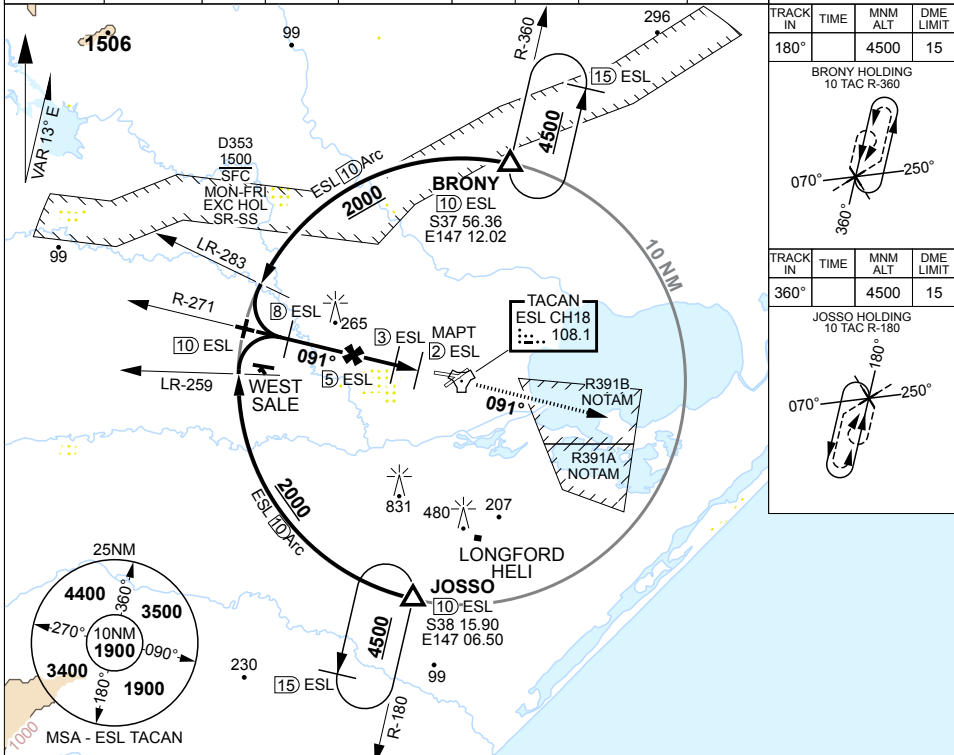 1506
99
296
R-360
15 ESL
VAR 13° E
4500
D353
1500
SFC
MON-FRI
EXC HOL
SR-SS
ESL 10 Arc
2000
BRONY
10 ESL
S37 56.36
E147 12.02
10 NM
99
LR-283
R-271
8 ESL
265
3 ESL
MAPT
2 ESL
TACAN
ESL CH18
108.1
10 ESL
091°
5 ESL
LR-259
WEST
SALE
091°
R391B
NOTAM
R391A
NOTAM
2000
ESL 10 Arc
831
480
207
LONGFORD
HELI
JOSSO
10 ESL
S38 15.90
E147 06.50
4500
99
230
15 ESL
R-180
25NM
4400
360°
3500
270°
10NM
1900
090°
3400
180°
1900
1000
MSA - ESL TACAN
TRACK IN TIME MNM ALT DME LIMIT
180° 4500 15
BRONY HOLDING
10 TAC R-360
070°
250°
360°
TRACK IN TIME MNM ALT DME LIMIT
360° 4500 15
JOSSO HOLDING
10 TAC R-180
180°
070°
250°